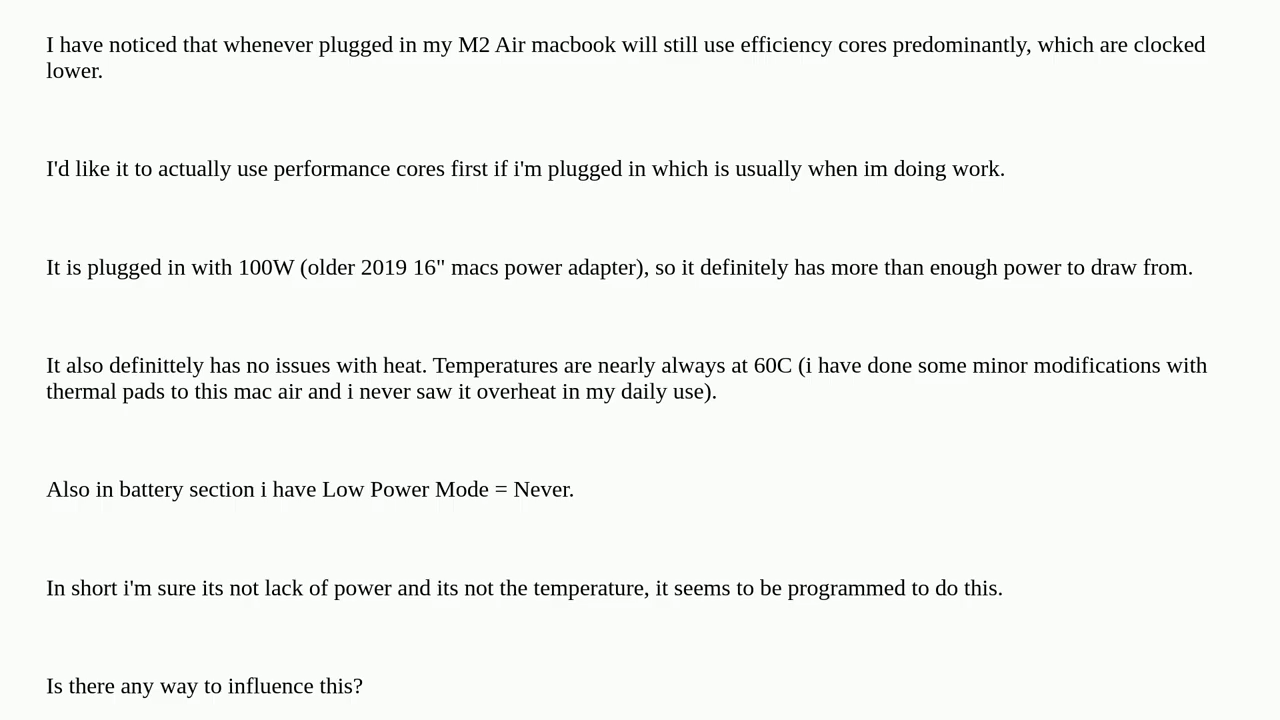 I have noticed that whenever plugged in my M2 Air macbook will still use efficiency cores predominantly, which are clocked
lower.
I'd like it to actually use performance cores first if i'm plugged in which is usually when im doing work.
It is plugged in with 100W (older 2019 16" macs power adapter), so it definitely has more than enough power to draw from.
It also definittely has no issues with heat. Temperatures are nearly always at 60C (i have done some minor modifications with
thermal pads to this mac air and i never saw it overheat in my daily use).
Also in battery section i have Low Power Mode = Never.
In short i'm sure its not lack of power and its not the temperature, it seems to be programmed to do this.
Is there any way to influence this?